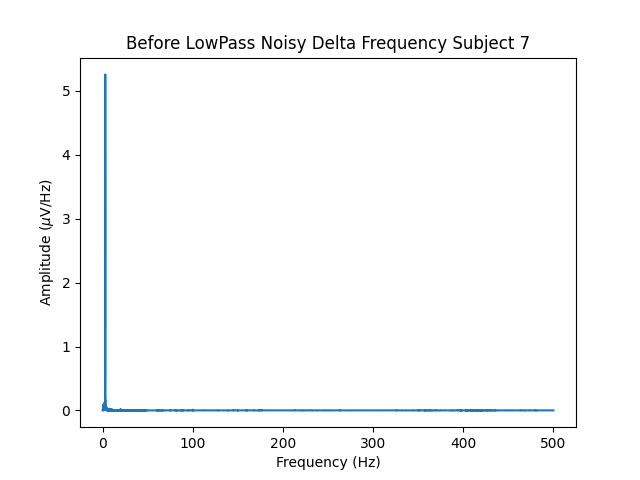 Before LowPass Noisy Delta Frequency Subject 7
Amplitude (μV/Hz)
5
4
3
2
1
0
0 100 200 300 400 500
Frequency (Hz)